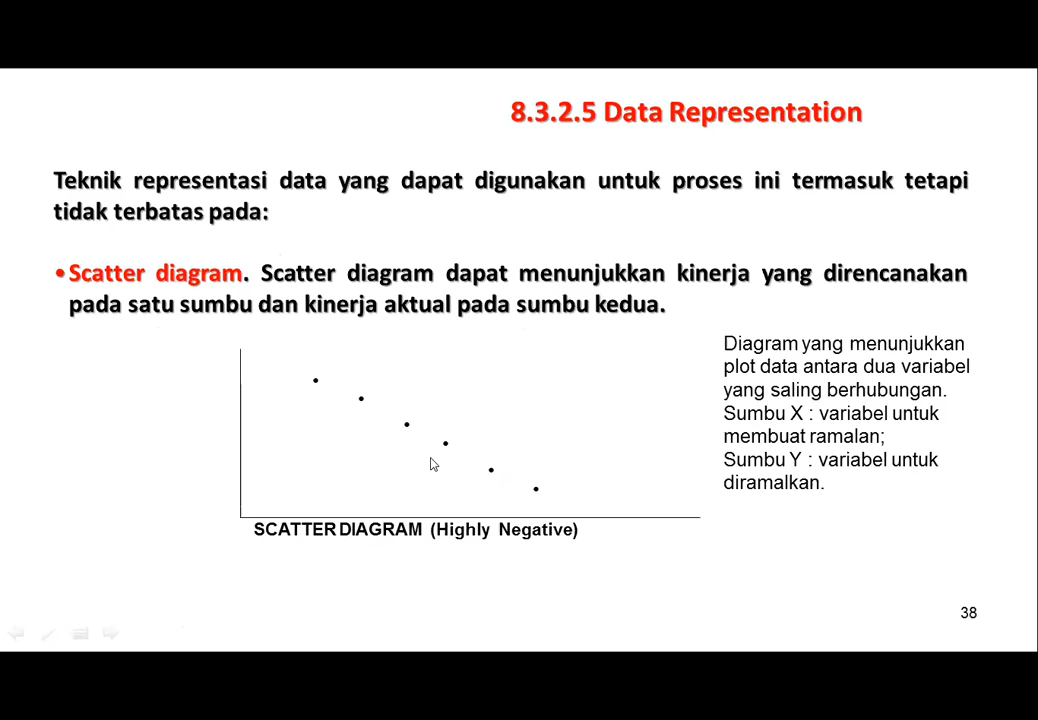 8.3.2.5 Data Representation
Teknik representasi data yang dapat digunakan untuk proses ini termasuk tetapi
tidak terbatas pada:
•Scatter diagram. Scatter diagram dapat menunjukkan kinerja yang direncanakan
pada satu sumbu dan kinerja aktual pada sumbu kedua.
Diagram yang menunjukkan
plot data antara dua variabel
yang saling berhubungan.
Sumbu X : variabel untuk
membuat ramalan;
Sumbu Y : variabel untuk
diramalkan.
SCATTER DIAGRAM (Highly Negative)
38